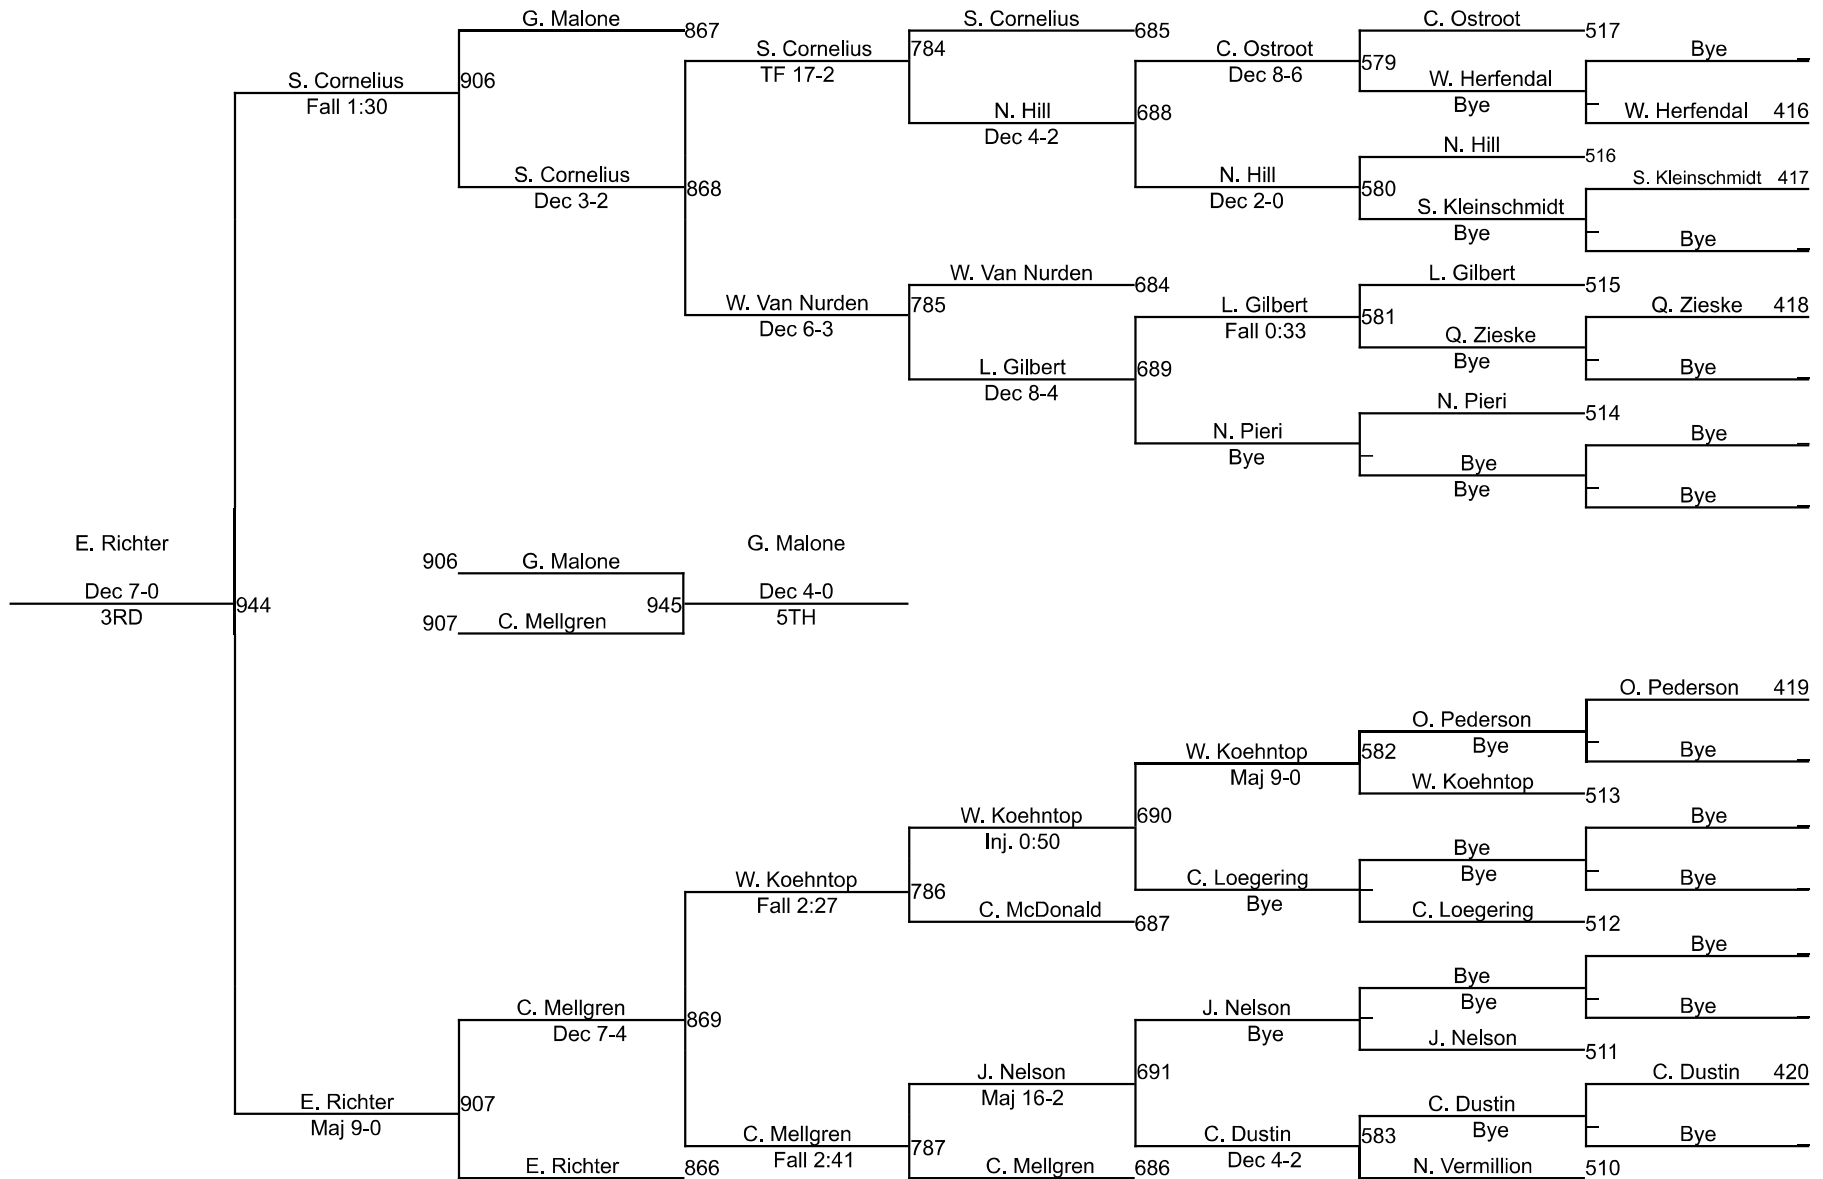 G. Malone
S. Cornelius
C. Ostroot
867
685
517
S. Cornelius
784
C. Ostroot
Bye
TF 17-2
Dec 8-6
579
906
W. Herfendal
S. Cornelius
Bye
Fall 1:30
N. Hill
688
W. Herfendal 416
Dec 4-2
N. Hill
516
S. Cornelius
868
N. Hill
580
S. Kleinschmidt 417
Dec 3-2
Dec 2-0
S. Kleinschmidt
Bye
Bye
W. Van Nurden
684
L. Gilbert
515
W. Van Nurden
785
L. Gilbert
581
Q. Zieske 418
Dec 6-3
Fall 0:33
Q. Zieske
Bye
L. Gilbert
689
Bye
Dec 8-4
N. Pieri
514
N. Pieri
Bye
Bye
Bye
Bye
Bye
E. Richter
G. Malone
906
G. Malone
Dec 7-0
944
945
Dec 4-0
3RD
907
C. Mellgren
5TH
O. Pederson 419
O. Pederson
W. Koehntop
582
Bye
Bye
Maj 9-0
W. Koehntop
513
W. Koehntop
690
Bye
Inj. 0:50
Bye
W. Koehntop
786
C. Loegering
Bye
Bye
Fall 2:27
Bye
C. McDonald
687
C. Loegering
512
Bye
Bye
C. Mellgren
869
J. Nelson
Bye
Bye
Dec 7-4
Bye
J. Nelson
511
J. Nelson
691
C. Dustin 420
Maj 16-2
E. Richter
907
C. Dustin
Maj 9-0
Bye
C. Mellgren
787
C. Dustin
583
Bye
Fall 2:41
Dec 4-2
E. Richter
866
C. Mellgren
686
N. Vermillion
510